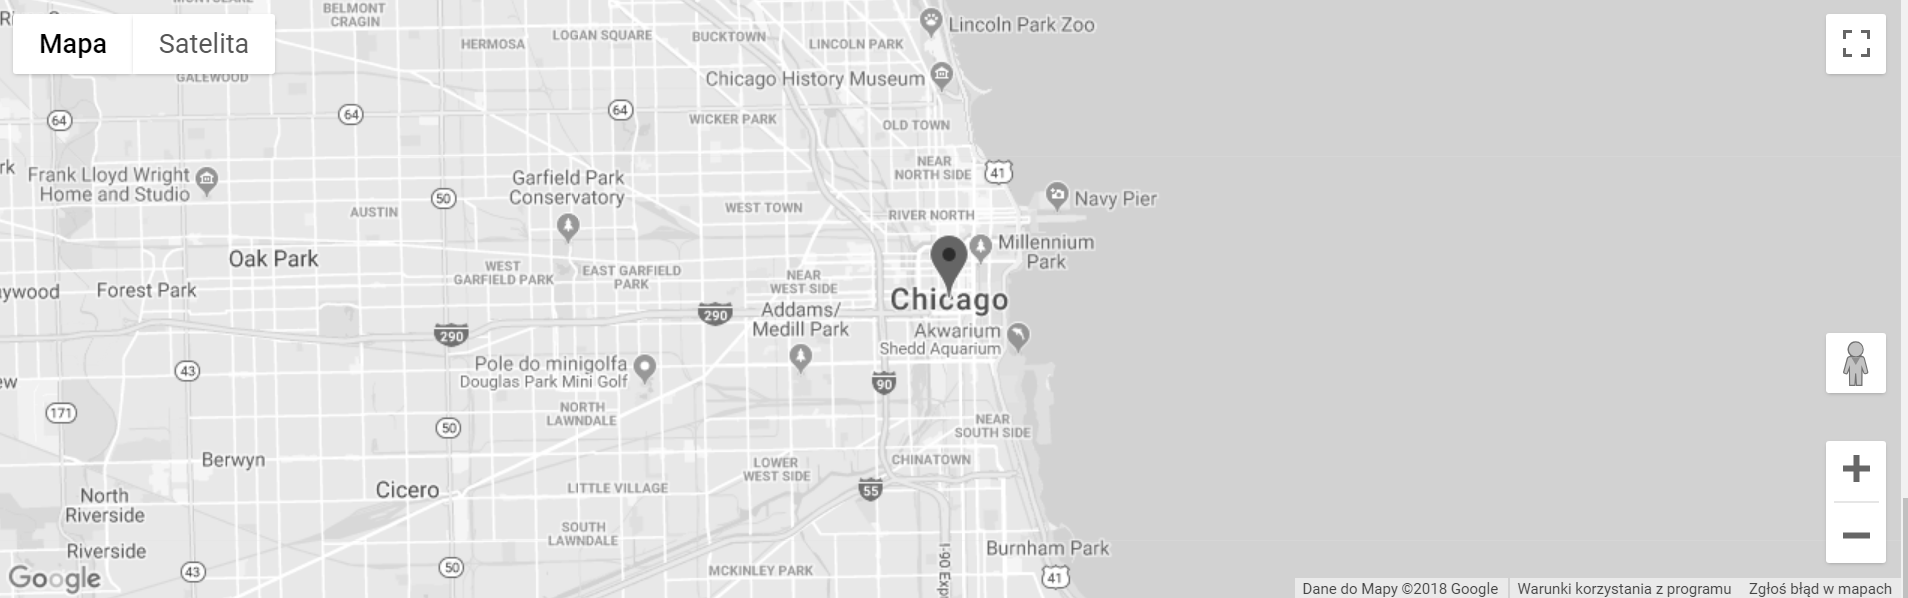 BELMONT
CRAGIN
Lincoln Park Zoo
Mapa
Satelita
HERMOSA
LOGAN SQUARE
BUCKTOWN
LINCOLN PARK
GALEWOOD
Chicago History Museum
64
64
64
WICKER PARK
OLD TOWN
Frank Lloyd Wright
Home and Studio
Garfield Park
Conservatory
NEAR
NORTH SIDE
41
50
AUSTIN
WEST TOWN
RIVER NORTH
Navy Pier
Oak Park
Millennium
Park
WEST
GARFIELD PARK
EAST GARFIELD
PARK
NEAR
WEST SIDE
Forest Park
Chicago
290
290
Addams/
Medill Park
Akwarium
Shedd Aquarium
43
Pole do minigolfa
Douglas Park Mini Golf
90
171
50
NORTH
LAWNDALE
NEAR
SOUTH SIDE
Berwyn
LOWER
WEST SIDE
CHINATOWN
Cicero
LITTLE VILLAGE
55
North
Riverside
SOUTH
LAWNDALE
Riverside
Burnham Park
43
50
MCKINLEY PARK
I-90 Exp
41
Google
Dane do Mapy ©2018 Google
Warunki korzystania z programu
Zgłoś błąd w mapach